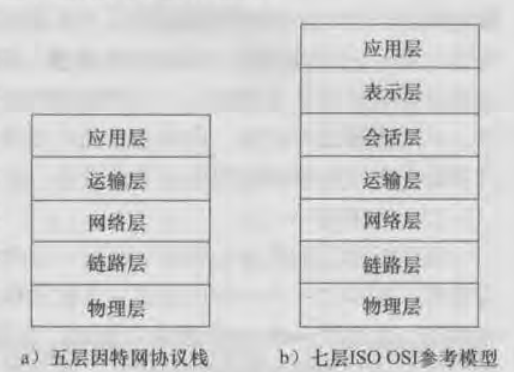 应用层
运输层
网络层
链路层
物理层
a）五层因特网协议栈
应用层
表示层
会话层
运输层
网络层
链路层
物理层
b）七层ISO OSI参考模型